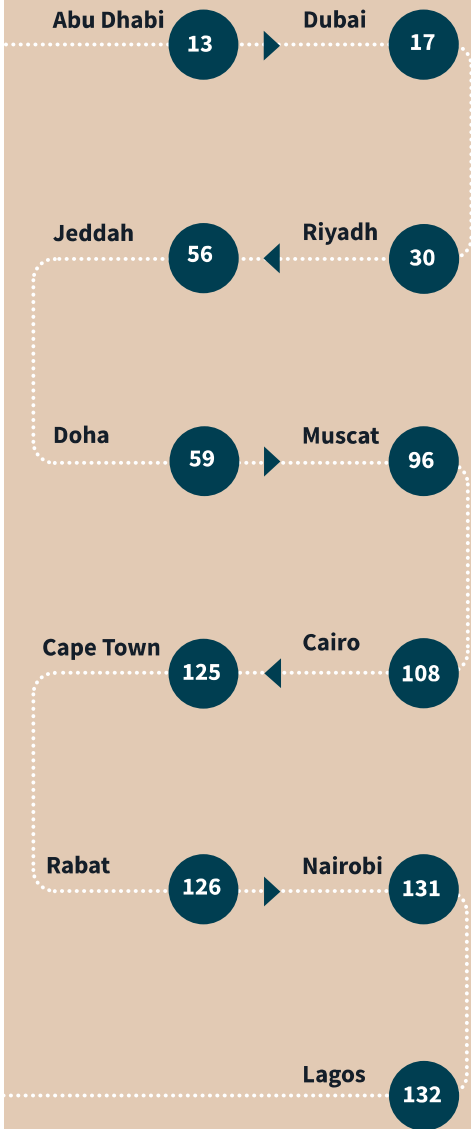 Abu Dhabi
13
Dubai
17
Riyadh
30
Jeddah
56
Doha
59
Muscat
96
Cairo
108
Cape Town
125
Rabat
126
Nairobi
131
Lagos
132